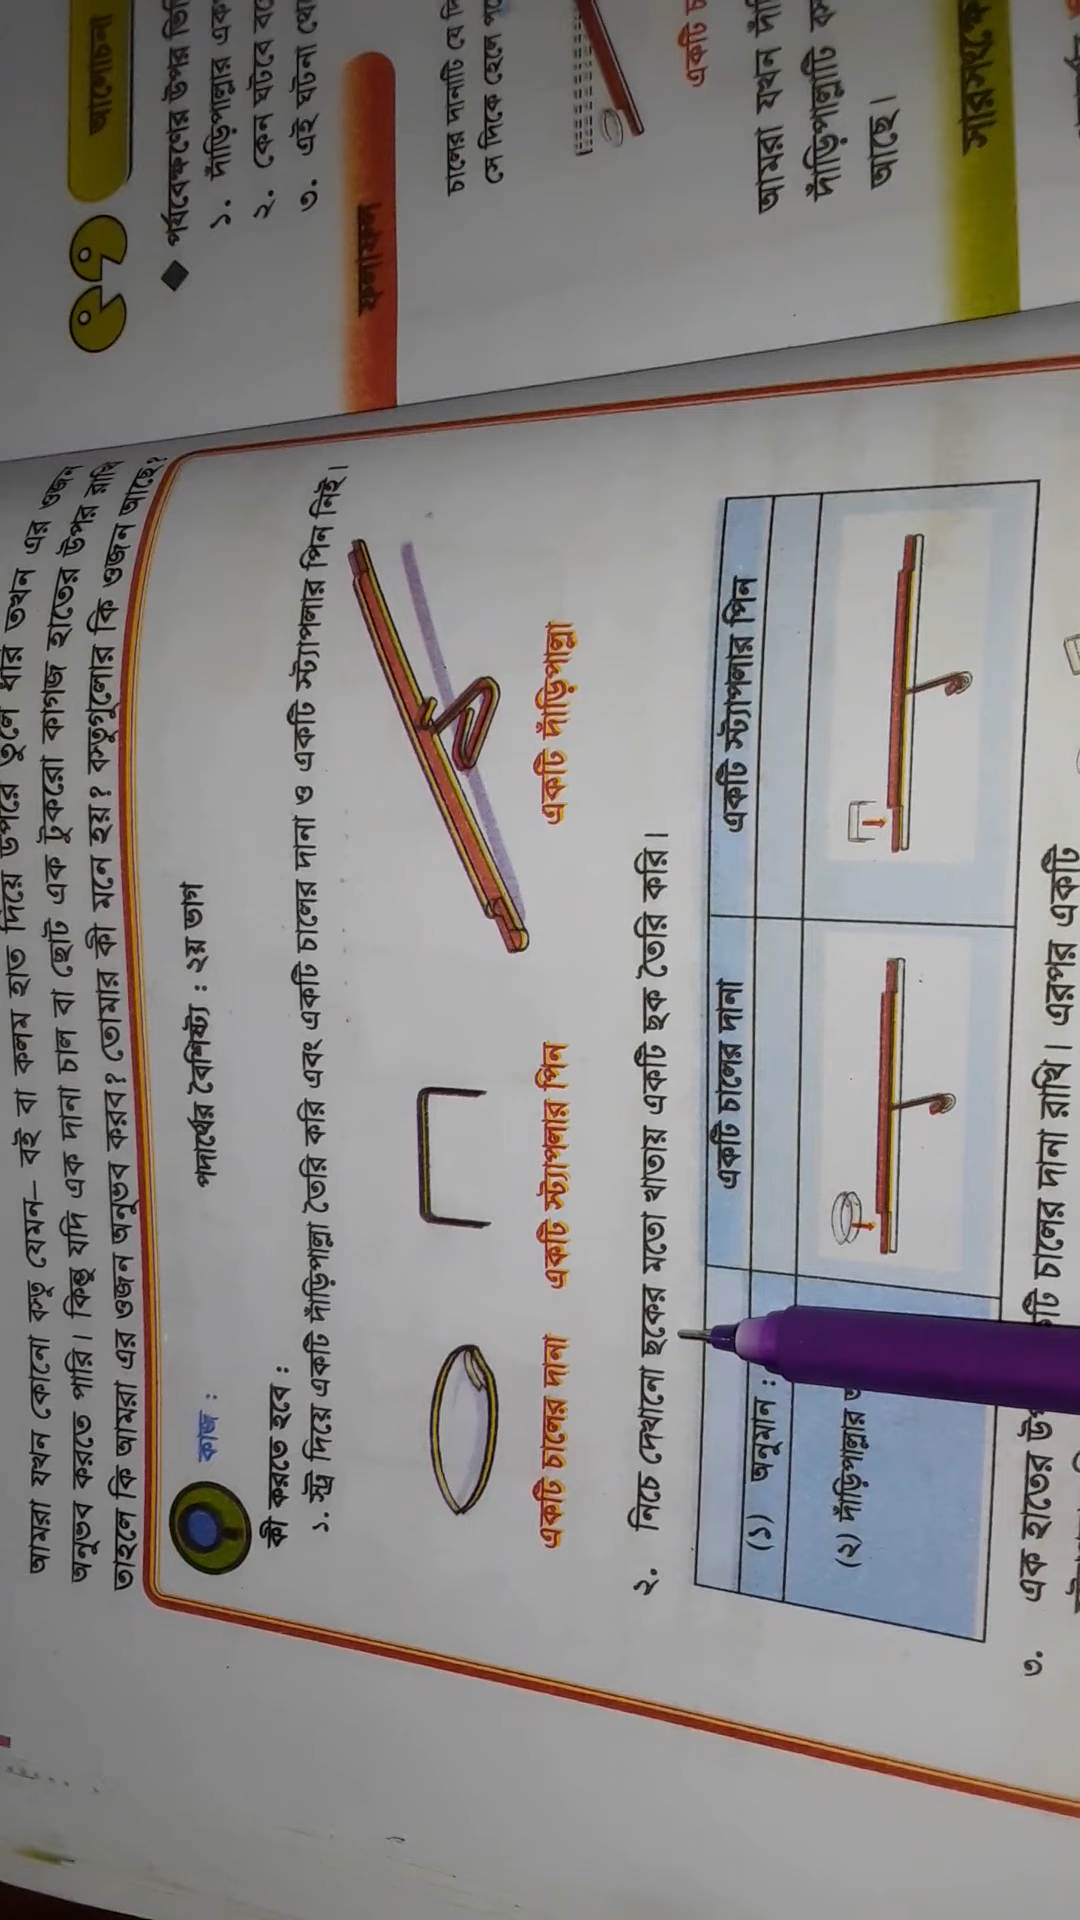 আমরা যখন কোনো বস্তু যেমন– বই বা কলম হাত দিয়ে উপরে তুলে ধরি তখন এর ওজন
অনুভব করতে পারি। কিন্তু যদি এক দানা চাল বা ছোট এক টুকরো কাগজ হাতের উপর রাখি
তাহলে কি আমরা এর ওজন অনুভব করব? তোমার কী মনে হয়? বস্তুগুলোর কি ওজন আছে?
কাজ :
পদার্থের বৈশিষ্ট্য : ২য় ভাগ
কী করতে হবে :
১. স্ট্র দিয়ে একটি দাঁড়িপাল্লা তৈরি করি এবং একটি চালের দানা ও একটি স্ট্যাপলার পিন নিই।
একটি চালের দানা
একটি স্ট্যাপলার পিন
একটি দাঁড়িপাল্লা
২. নিচে দেখানো ছকের মতো খাতায় একটি ছক তৈরি করি।
একটি চালের দানা
একটি স্ট্যাপলার পিন
(১) অনুমান :
(২) দাঁড়িপাল্লার
৩. এক হাতের চালের দানা রাখি। এরপর একটি
আলোচনা
পর্যবেক্ষণের উপর
১. দাঁড়িপাল্লার
২. কেন ঘটবে
৩. এই ঘটনা
ফলাফল
চালের দানাটি যে
সে দিকে হেলে
একটি
আমরা যখন
দাঁড়িপাল্লাটি
আছে।
সারসংক্ষেপ